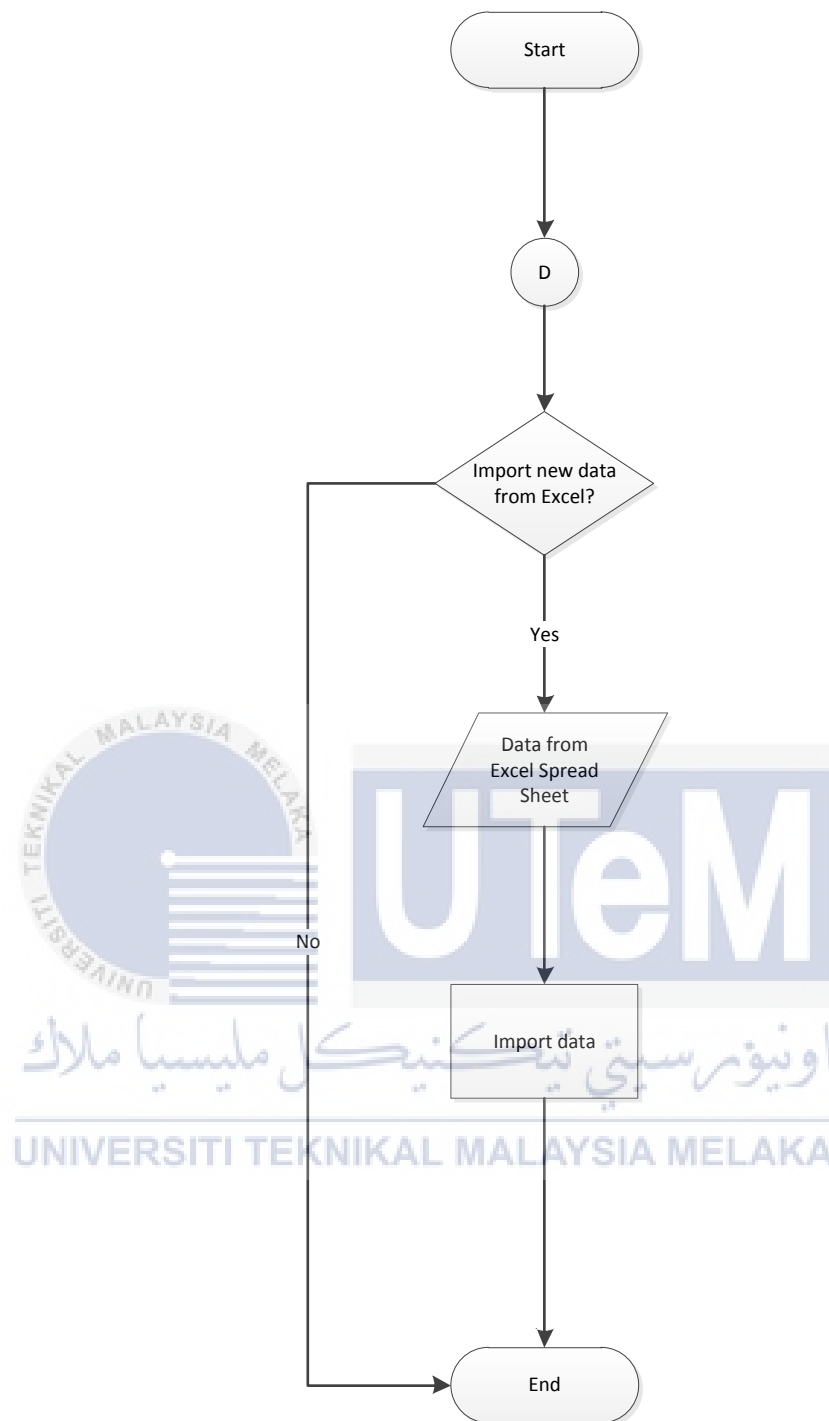 Start
D
Import new data
from Excel?
Yes
Data from
Excel Spread
Sheet
No
Import data
End
UNIVERSITI TEKNIKAL MALAYSIA MELAKA
UTeM
اونيۏرسيتي تيكنيكل مليسيا ملاك
UNIVERSITI TEKNIKAL MALAYSIA MELAKA